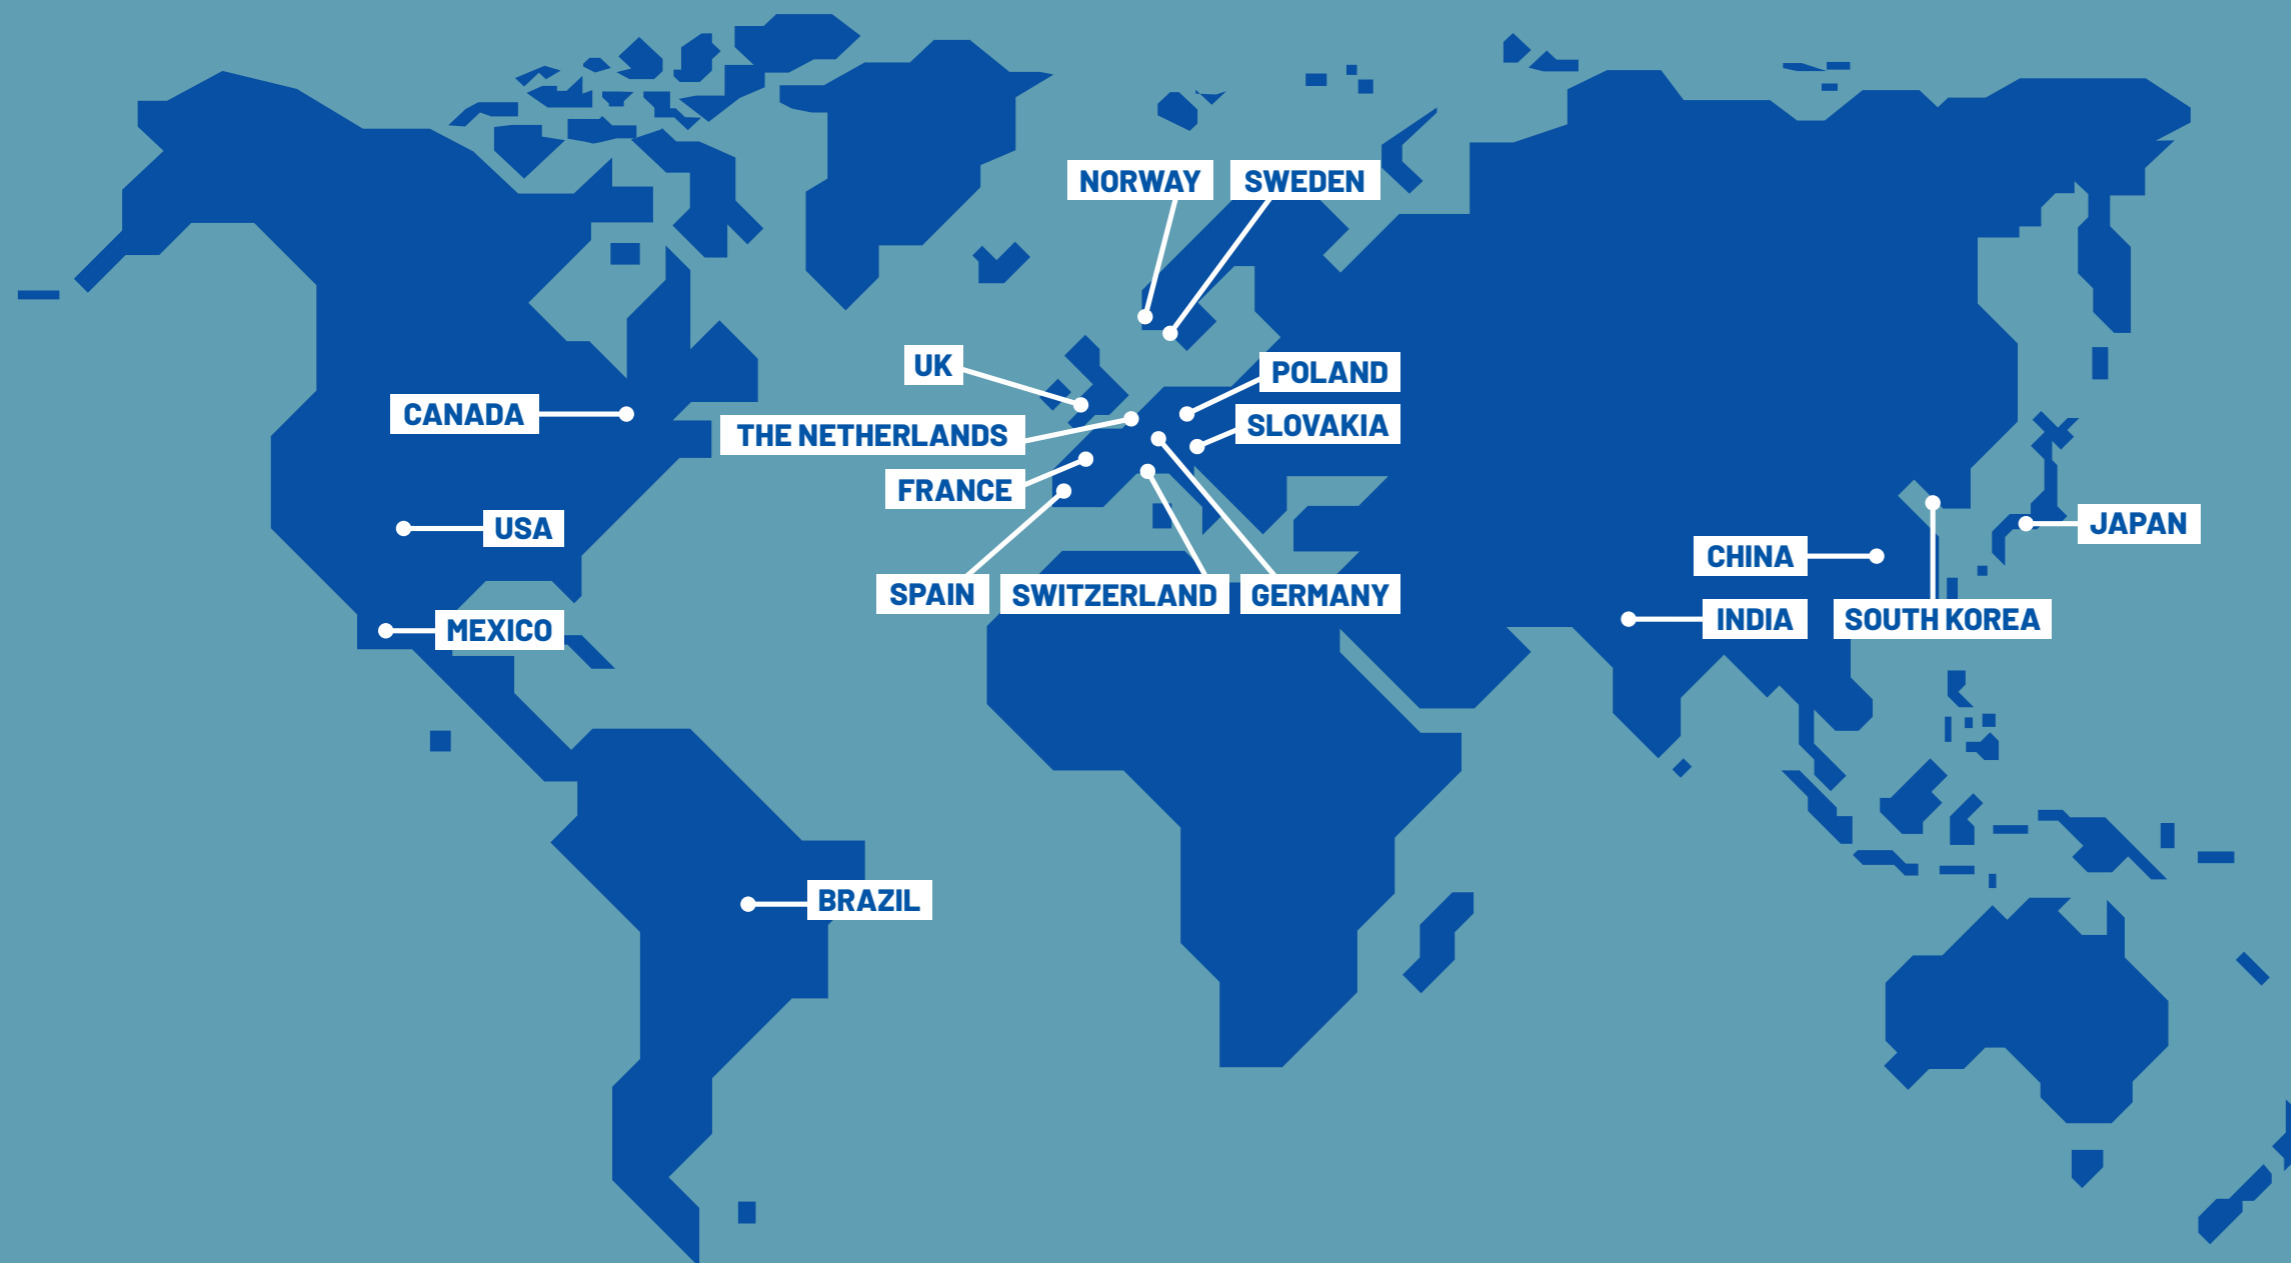 NORWAY
SWEDEN
UK
POLAND
CANADA
THE NETHERLANDS
SLOVAKIA
FRANCE
USA
JAPAN
CHINA
SPAIN
SWITZERLAND
GERMANY
INDIA
SOUTH KOREA
MEXICO
BRAZIL